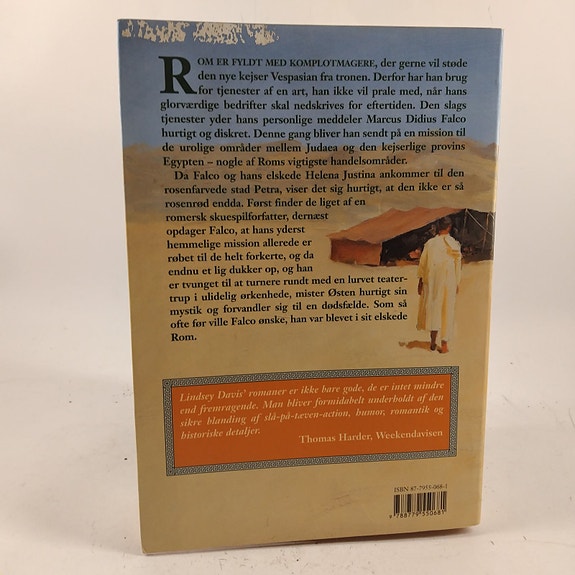 ROM ER FYLDT MED KOMPLOTMAGERE, der gerne vil støde
den nye kejser Vespasian fra tronen. Derfor har han brug
for tjenester af en art, han ikke vil prale med, når hans
glorværdige bedrifter skal nedskrives for eftertiden. Den slags
tjenester yder hans personlige meddeler Marcus Didius Falco
hurtigt og diskret. Denne gang bliver han sendt på en mission til
de urolige områder mellem Judaea og den kejserlige provins
Egypten – nogle af Roms vigtigste handelsområder.
Da Falco og hans elskede Helena Justina ankommer til den
rosenfarvede stad Petra, viser det sig hurtigt, at den ikke er så
rosenrød endda. Først finder de liget af en
romersk skuespilforfatter, dernæst
opdager Falco, at hans yderst
hemmelige mission allerede er
røbet til de helt forkerte, og da
endnu et lig dukker op, og han
er tvunget til at turnere rundt med en lurvet teater-
trup i ulidelig ørkenhede, mister Østen hurtigt sin
mystik og forvandler sig til en dødsfælde. Som så
ofte før ville Falco ønske, han var blevet i sit elskede
Rom.
Lindsey Davis' romaner er ikke bare gode, de er intet mindre
end fremragende. Man bliver formidabelt underholdt af den
sikre blanding af slå-på-tæven-action, humor, romantik og
historiske detaljer.
Thomas Harder, Weekendavisen
ISBN 87-7955-068-1
9 788779 550681